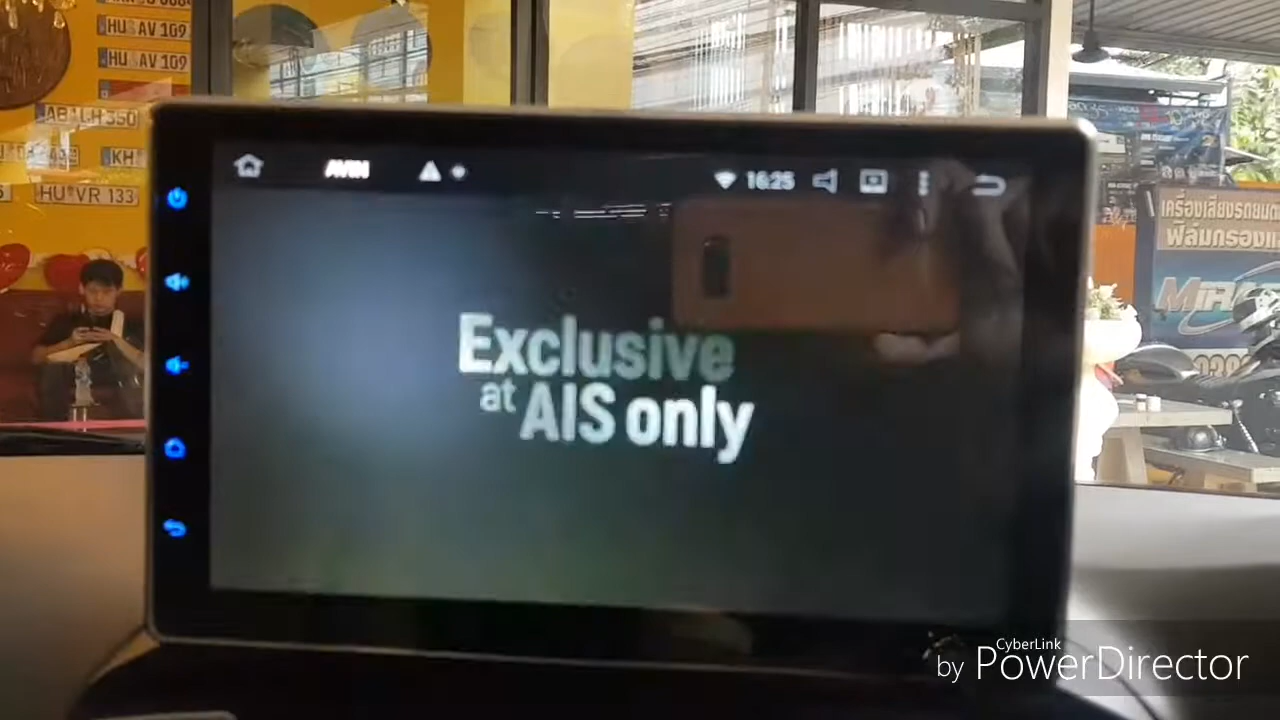 HU AV 109
HU AV 109
AB LH 350
KH
HU VR 133
AVIN
16:25
Exclusive
at AIS only
เครื่องเสียงรถยนต์
ฟิล์มกรองแ
CyberLink
by PowerDirector